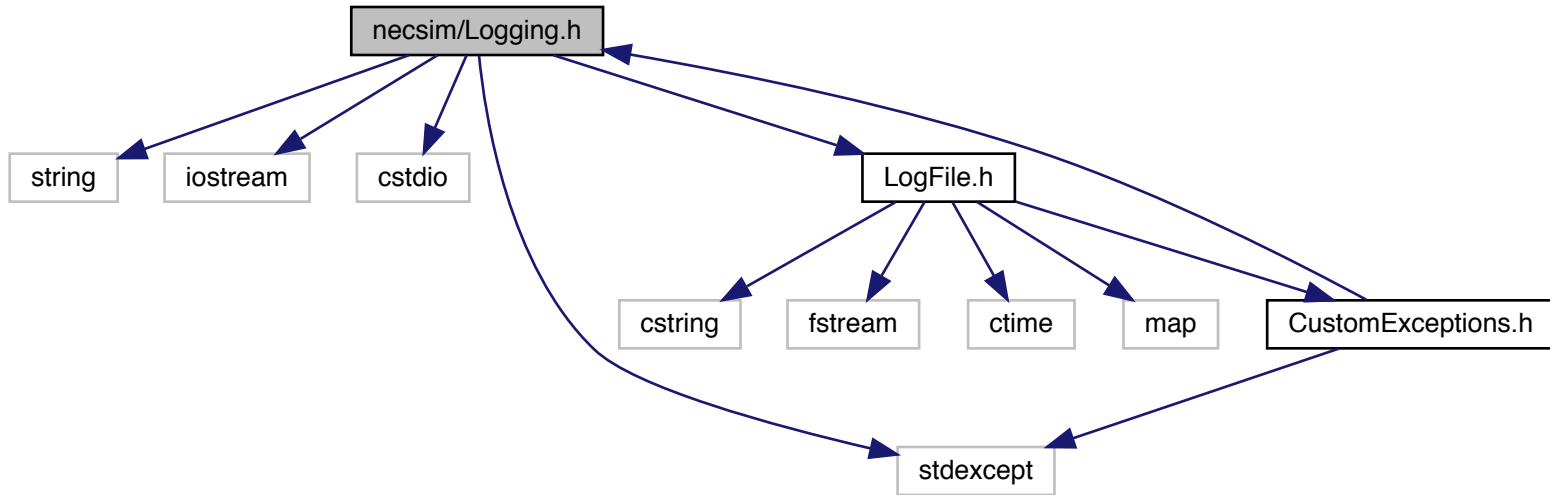 necsim/Logging.h
string
iostream
cstdio
LogFile.h
cstring
fstream
ctime
map
CustomExceptions.h
stdexcept